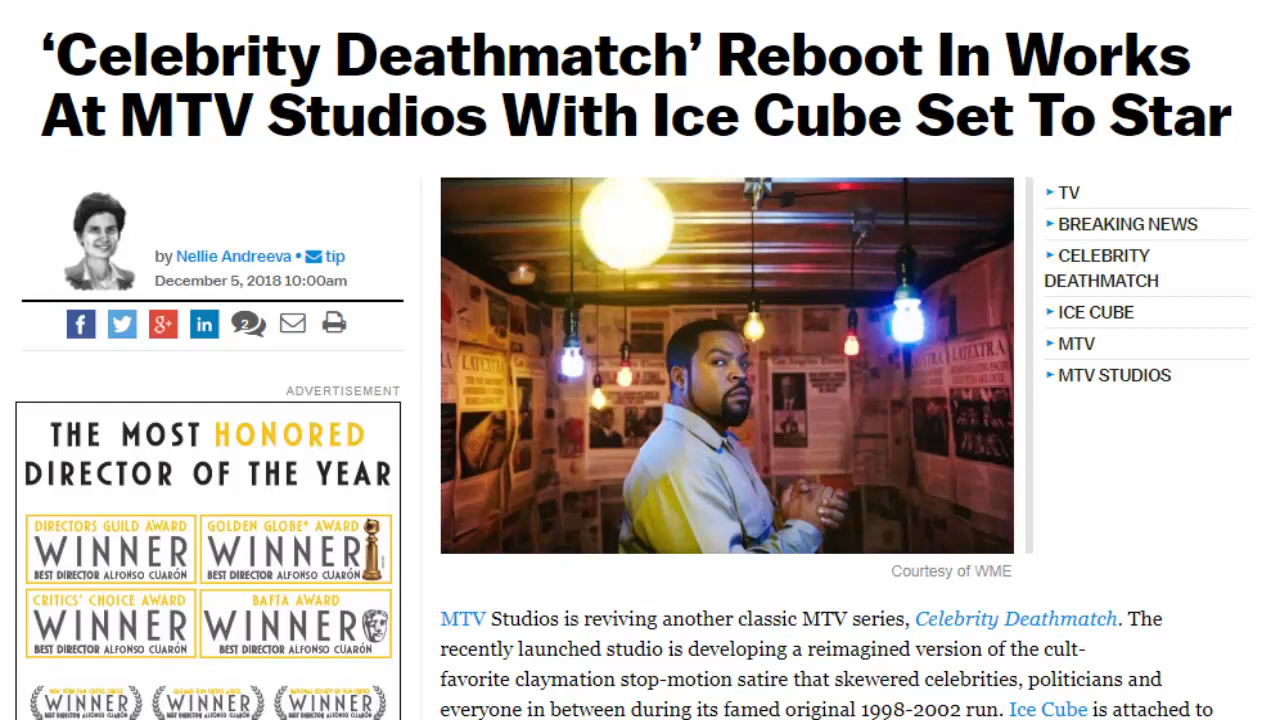 ‘Celebrity Deathmatch’ Reboot In Works
At MTV Studios With Ice Cube Set To Star
by Nellie Andreeva • tip
December 5, 2018 10:00am
2
ADVERTISEMENT
THE MOST HONORED
DIRECTOR OF THE YEAR
DIRECTORS GUILD AWARD
WINNER
BEST DIRECTOR ALFONSO CUARÓN
GOLDEN GLOBE® AWARD
WINNER
BEST DIRECTOR ALFONSO CUARÓN
CRITICS' CHOICE AWARD
WINNER
BEST DIRECTOR ALFONSO CUARÓN
BAFTA AWARD
WINNER
BEST DIRECTOR ALFONSO CUARÓN
WINNER
WINNER
WINNER
LATEXTRA
LATEXTRA
Courtesy of WME
MTV Studios is reviving another classic MTV series, Celebrity Deathmatch. The
recently launched studio is developing a reimagined version of the cult-
favorite claymation stop-motion satire that skewered celebrities, politicians and
everyone in between during its famed original 1998-2002 run. Ice Cube is attached to
TV
BREAKING NEWS
CELEBRITY
DEATHMATCH
ICE CUBE
MTV
MTV STUDIOS